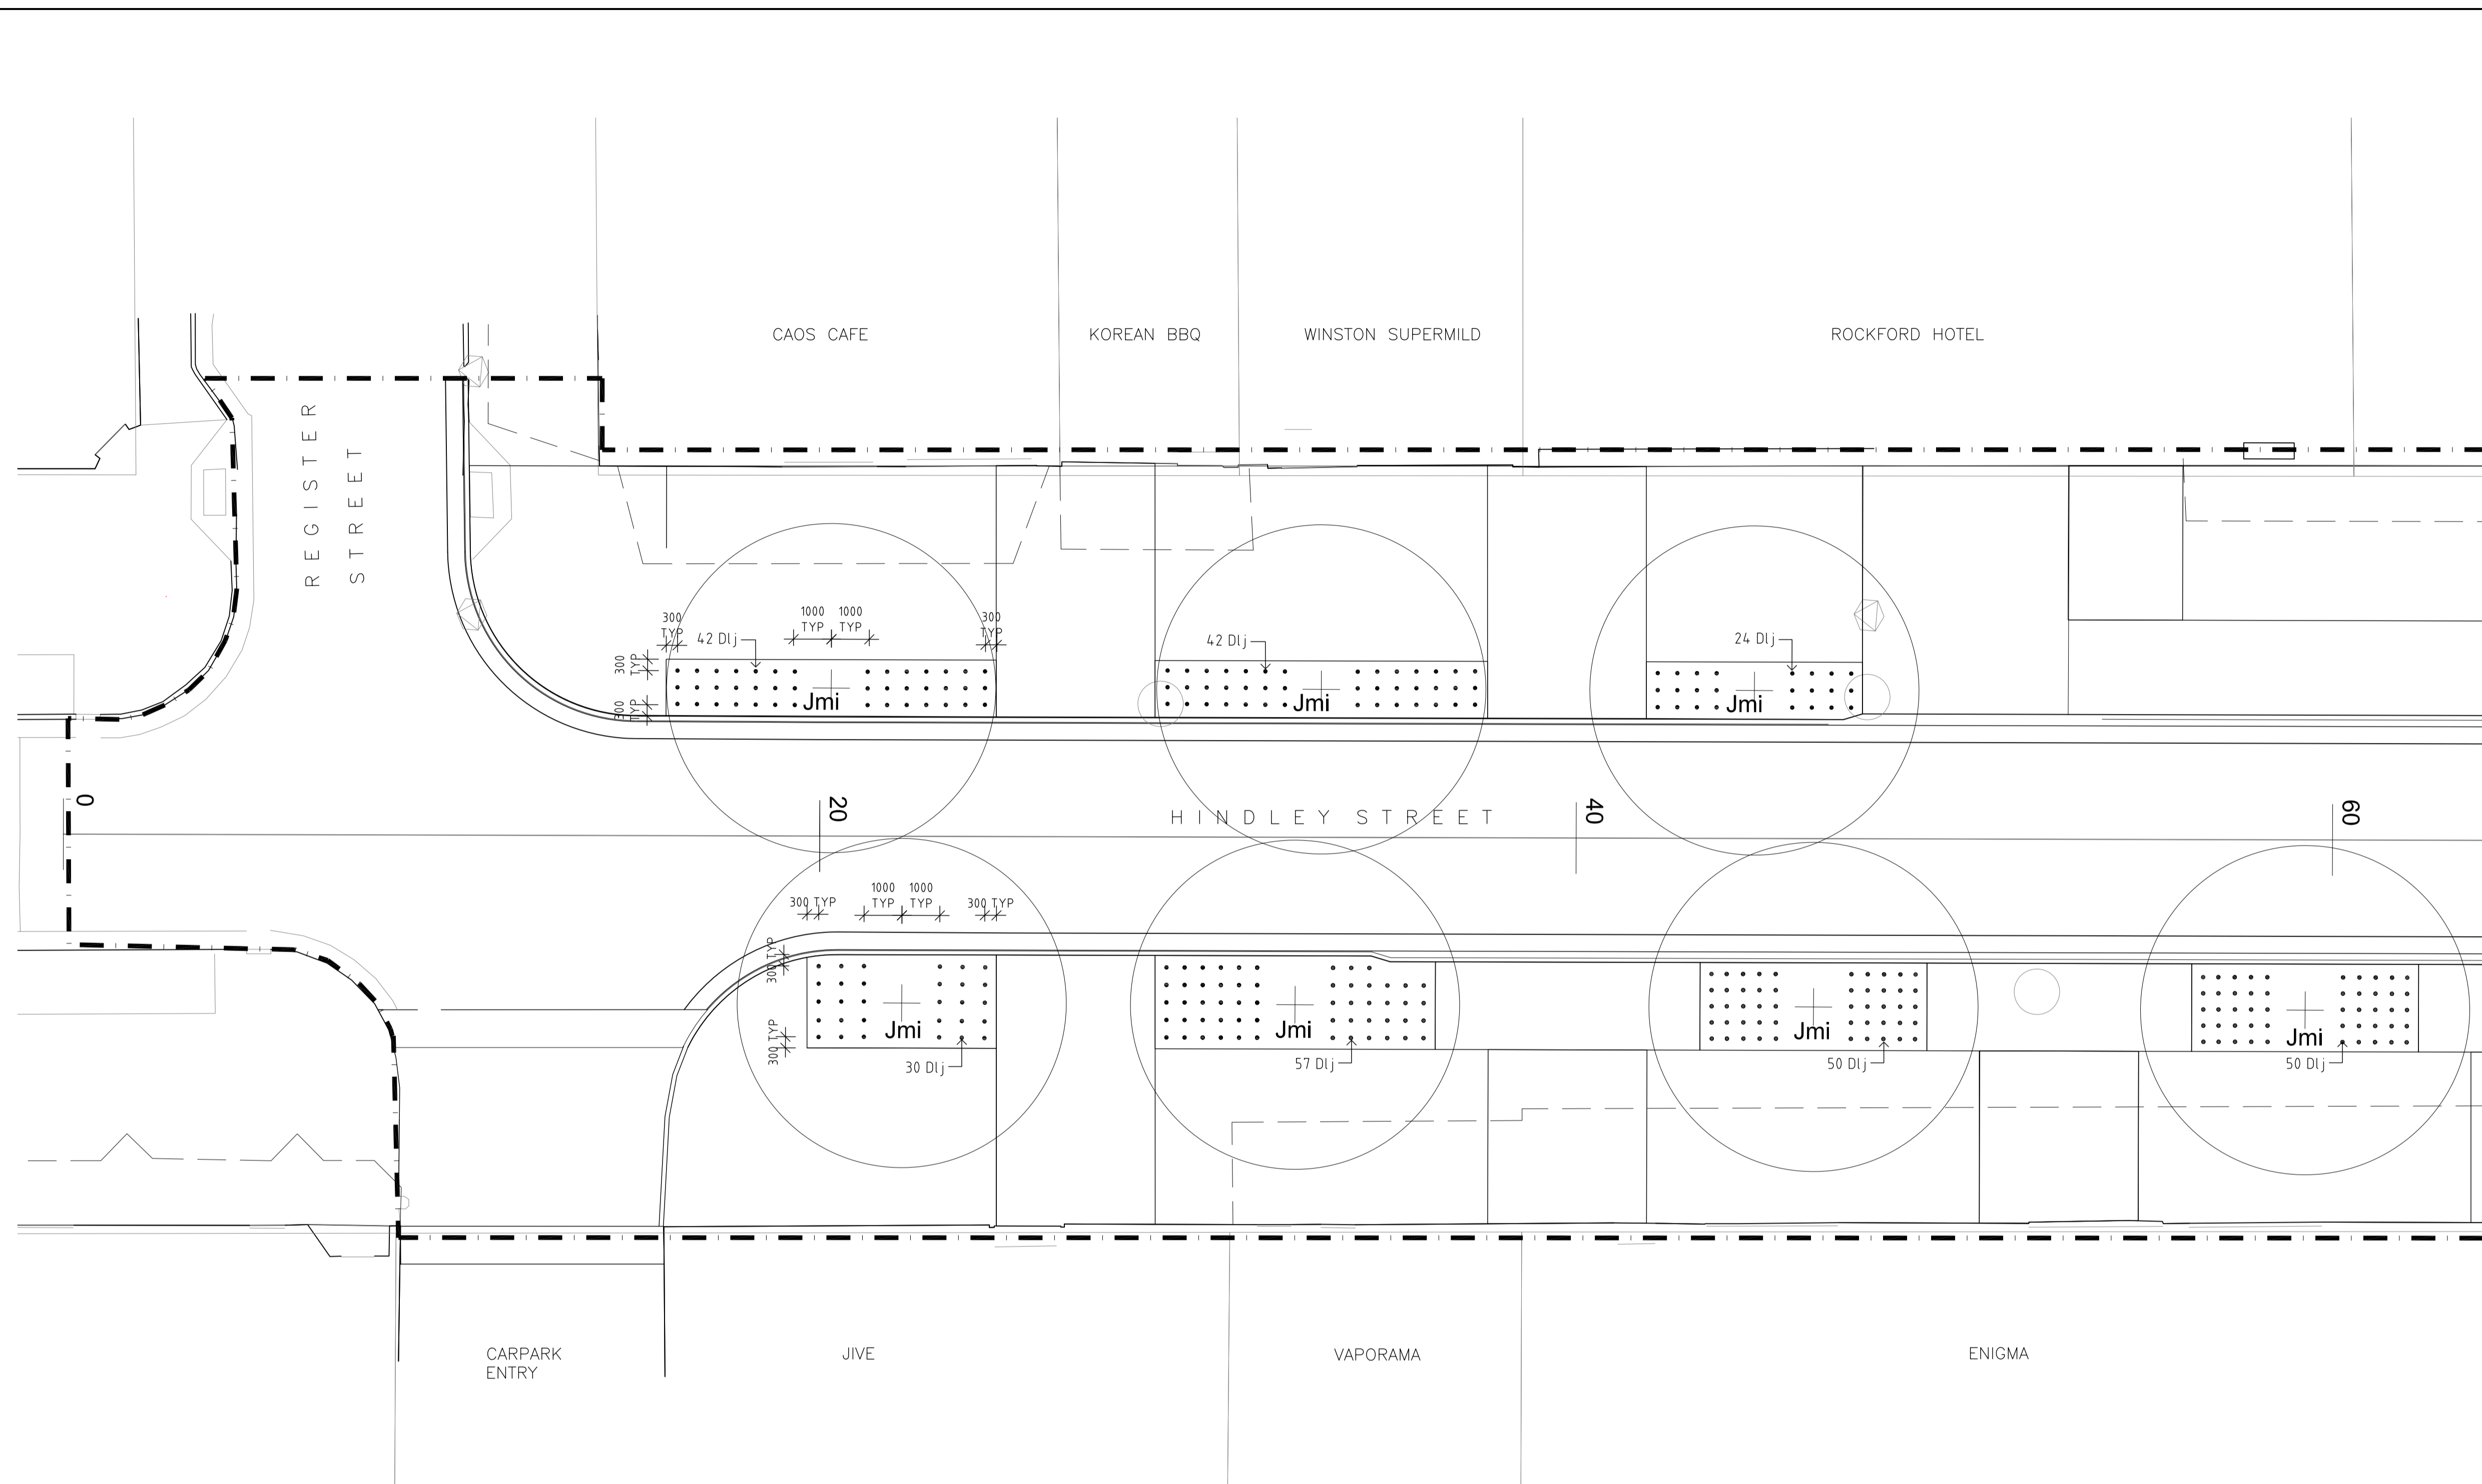 CAOS CAFE
KOREAN BBQ
WINSTON SUPERMILD
ROCKFORD HOTEL
REGISTER
STREET
300
TYP
42 Dlj
1000
TYP
1000
TYP
300
TYP
42 Dlj
24 Dlj
300
TYP
300
TYP
Jmi
Jmi
Jmi
0
20
HINDLEY STREET
40
60
300 TYP
1000
TYP
1000
TYP
300 TYP
300 TYP
300 TYP
Jmi
Jmi
Jmi
Jmi
30 Dlj
57 Dlj
50 Dlj
50 Dlj
CARPARK
ENTRY
JIVE
VAPORAMA
ENIGMA